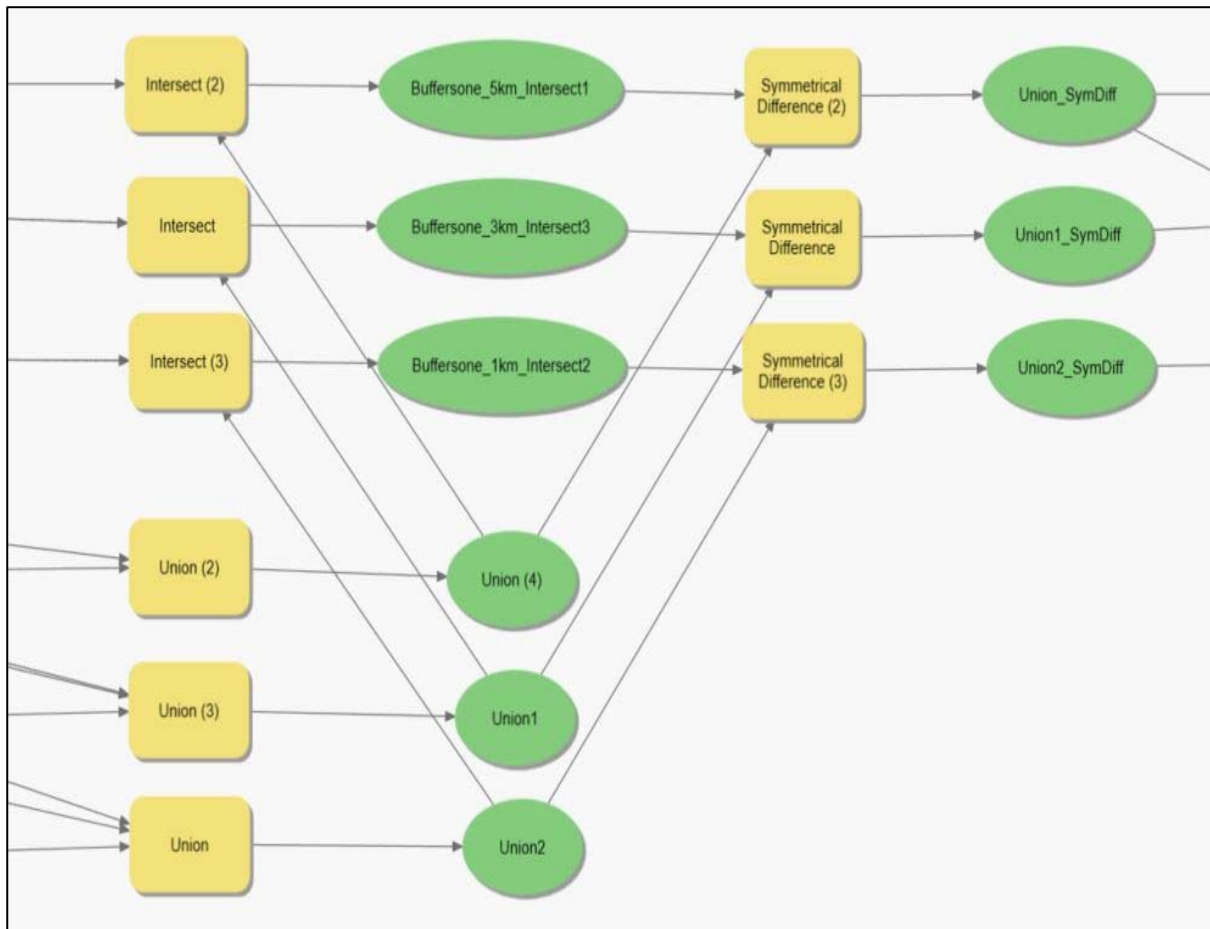 Intersect (2)
Buffersone_5km_Intersect1
Symmetrical
Difference (2)
Union_SymDiff
Intersect
Buffersone_3km_Intersect3
Symmetrical
Difference
Union1_SymDiff
Intersect (3)
Buffersone_1km_Intersect2
Symmetrical
Difference (3)
Union2_SymDiff
Union (2)
Union (4)
Union (3)
Union1
Union
Union2